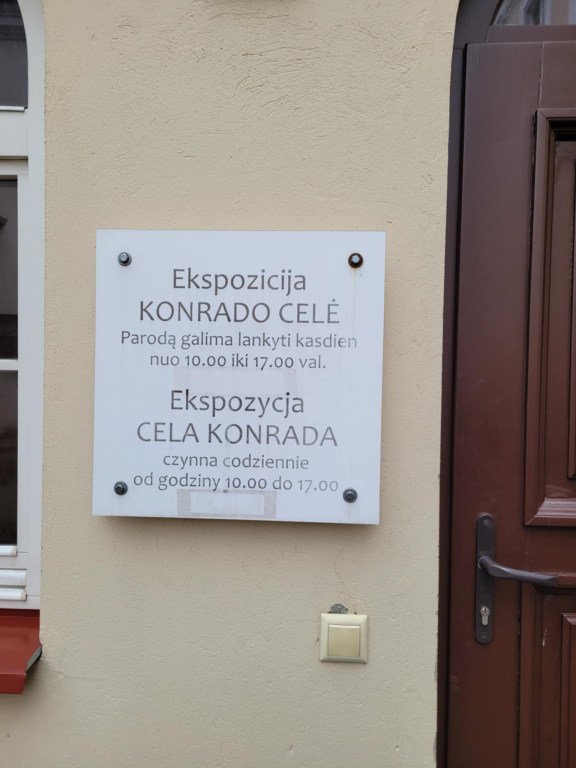 Ekspozicija
KONRADO CELĖ
Parodą galima lankyti kasdien
nuo 10.00 iki 17.00 val.
Ekspozycja
CELA KONRADA
czynna codziennie
od godziny 10.00 do 17.00